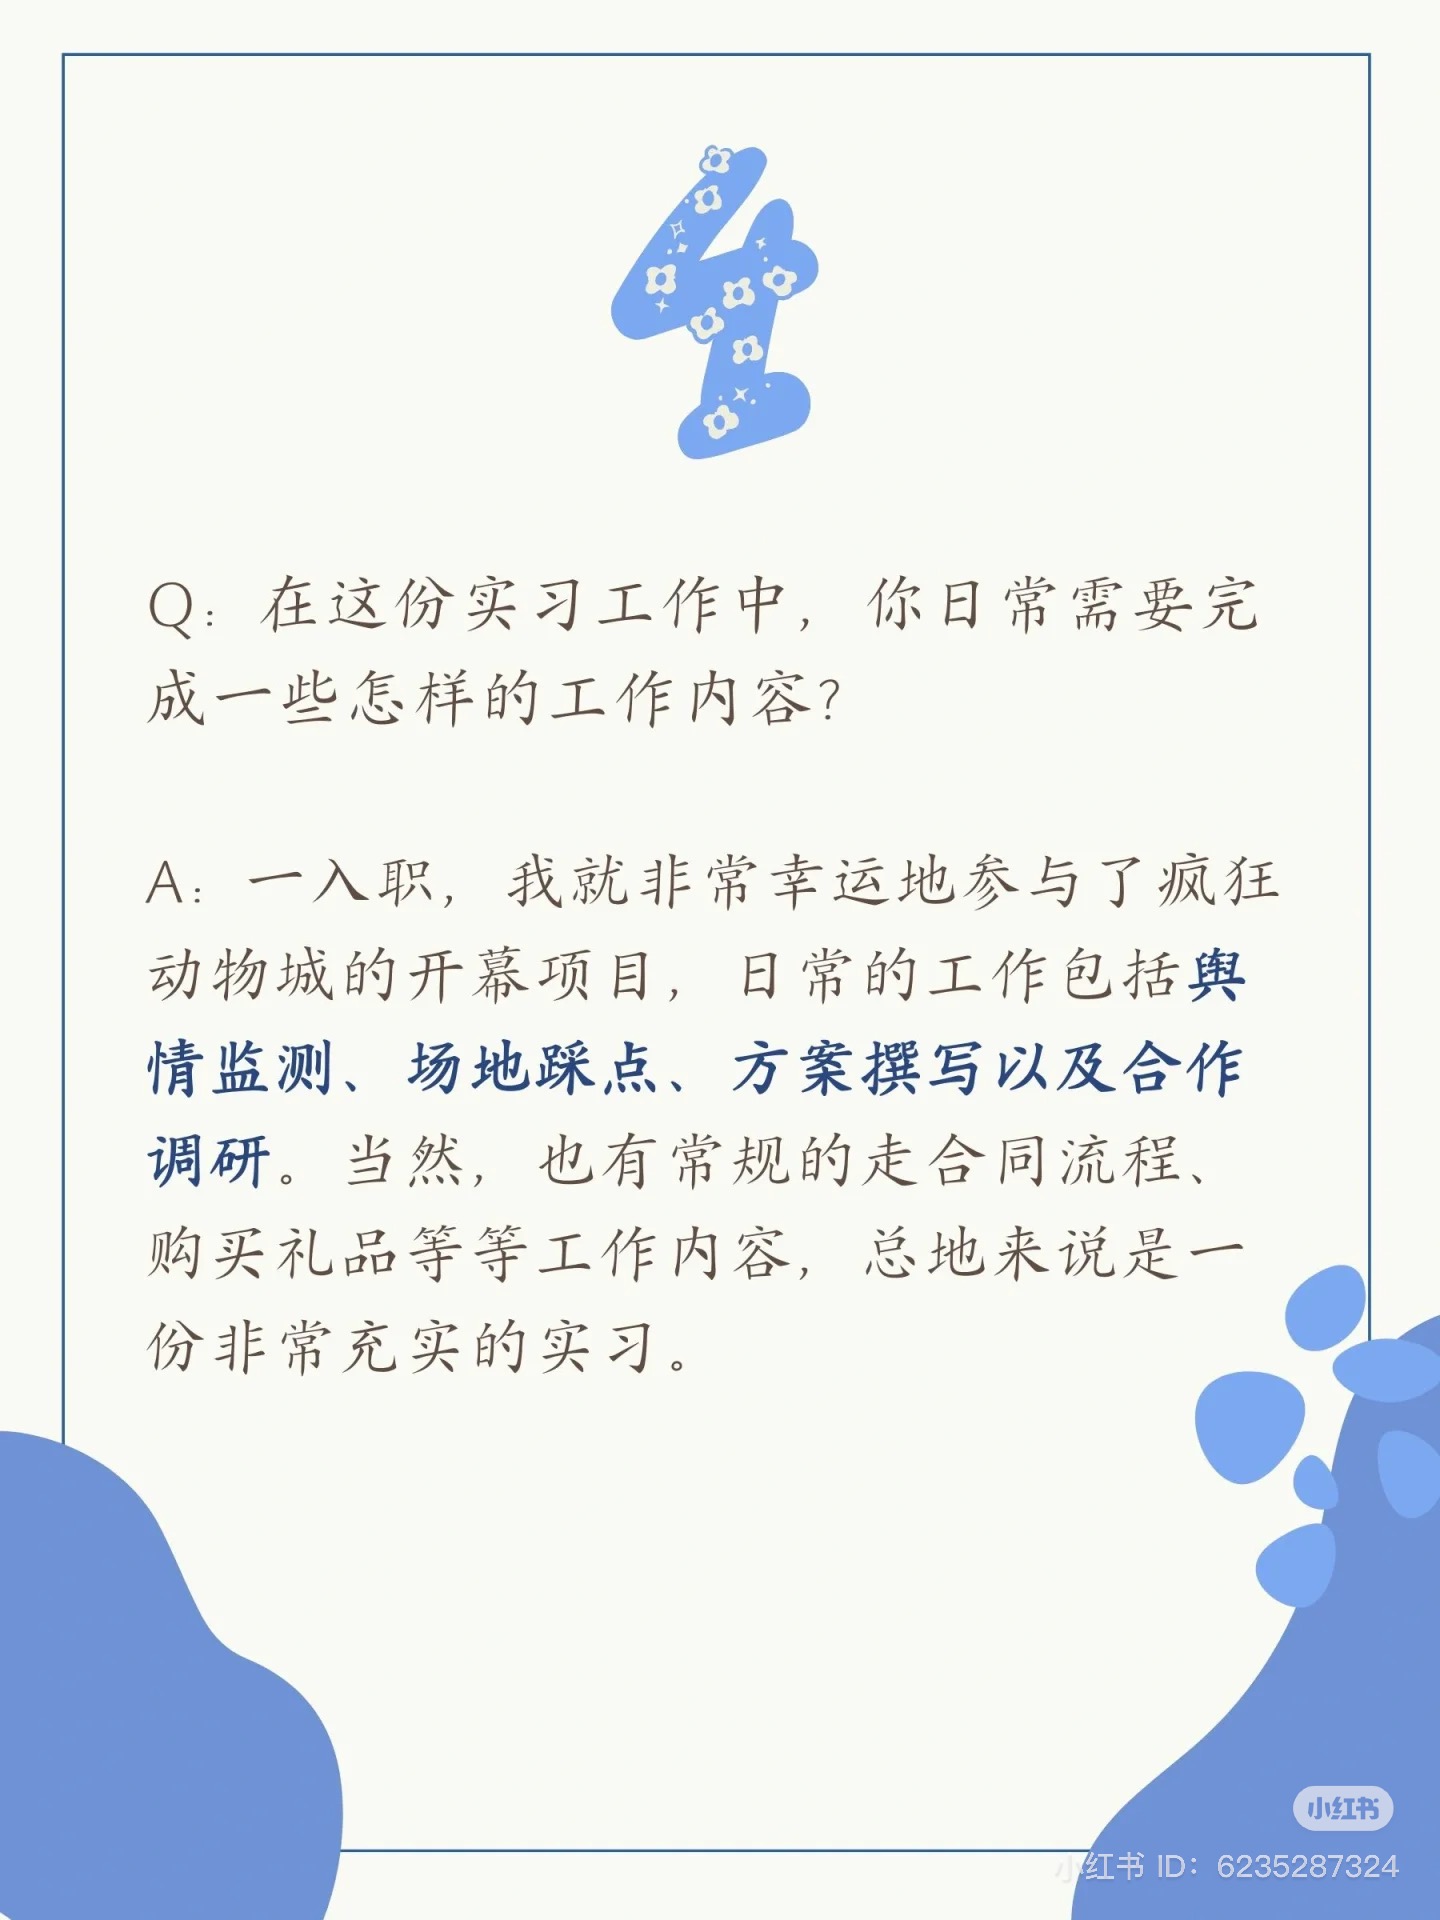 4
Q：在这份实习工作中，你日常需要完
成一些怎样的工作内容？
A：一入职，我就非常幸运地参与了疯狂
动物城的开幕项目，日常的工作包括舆
情监测、场地踩点、方案撰写以及合作
调研。当然，也有常规的走合同流程、
购买礼品等等工作内容，总地来说是一
份非常充实的实习。
小红书
小红书 ID：6235287324